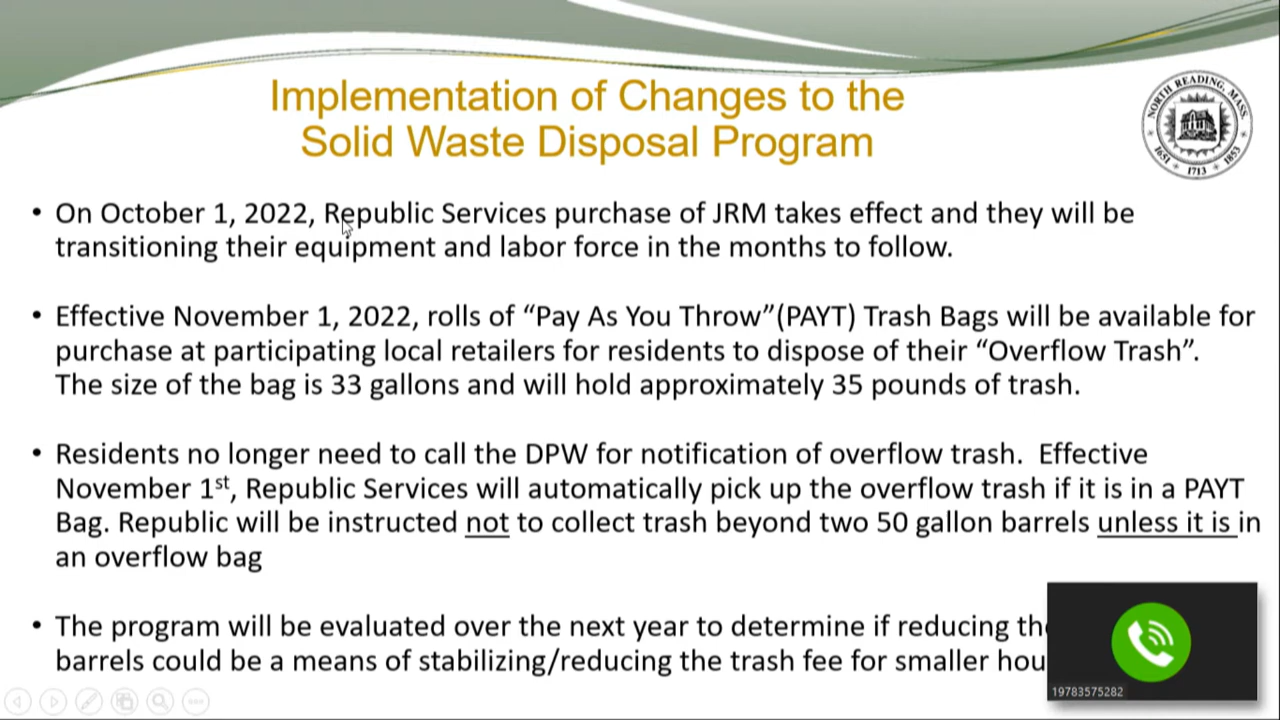 Implementation of Changes to the
Solid Waste Disposal Program
NORTH READING, MASS.
1651 1713 1853
• On October 1, 2022, Republic Services purchase of JRM takes effect and they will be
transitioning their equipment and labor force in the months to follow.
• Effective November 1, 2022, rolls of “Pay As You Throw”(PAYT) Trash Bags will be available for
purchase at participating local retailers for residents to dispose of their “Overflow Trash”.
The size of the bag is 33 gallons and will hold approximately 35 pounds of trash.
• Residents no longer need to call the DPW for notification of overflow trash.  Effective
November 1st, Republic Services will automatically pick up the overflow trash if it is in a PAYT
Bag. Republic will be instructed not to collect trash beyond two 50 gallon barrels unless it is in
an overflow bag
• The program will be evaluated over the next year to determine if reducing
barrels could be a means of stabilizing/reducing the trash fee for smaller
19783575282